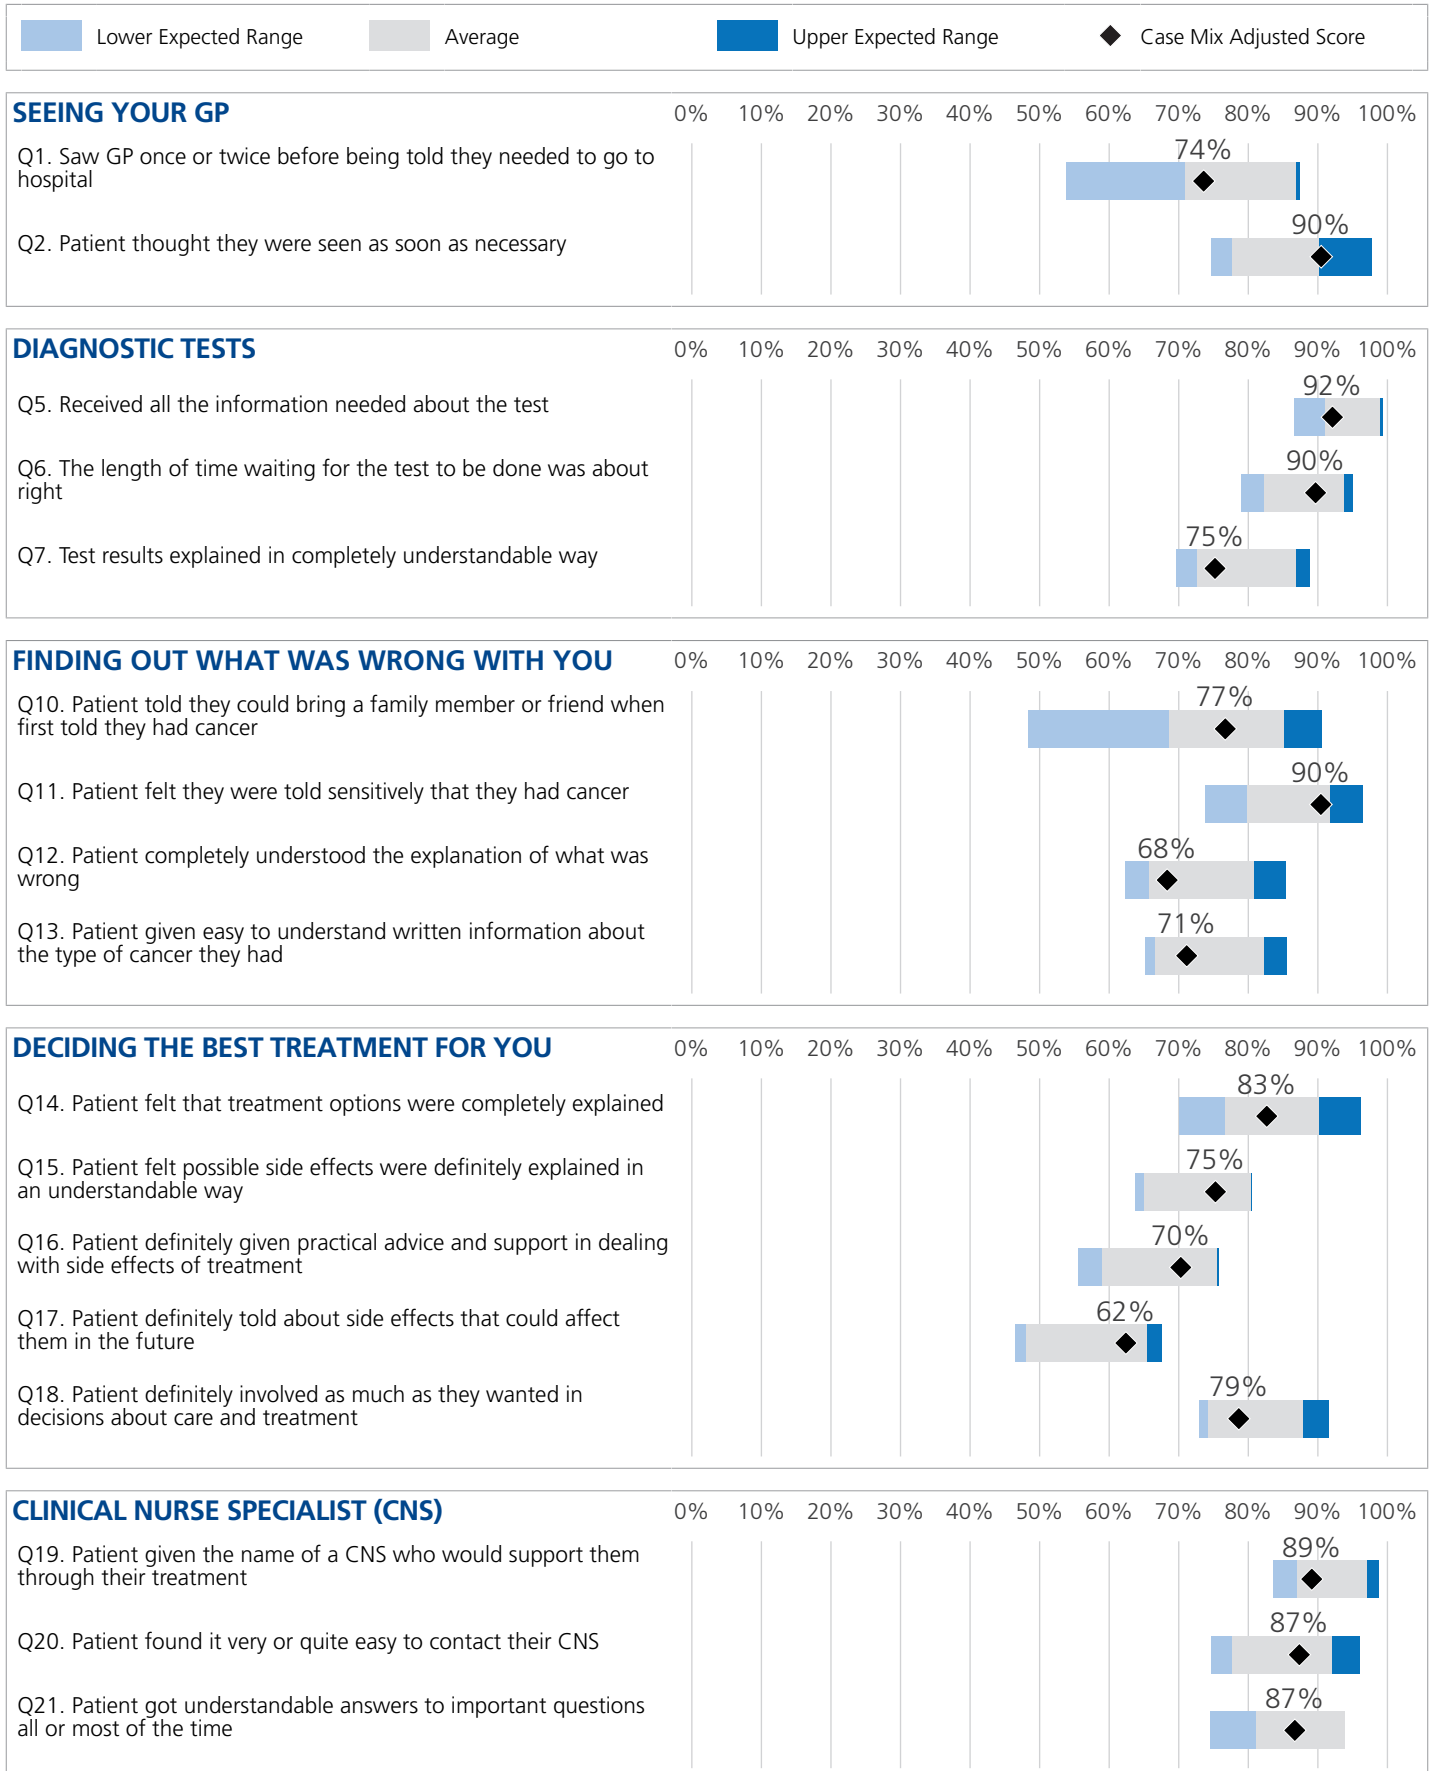 Lower Expected Range Average Upper Expected Range Case Mix Adjusted Score
SEEING YOUR GP 0% 10% 20% 30% 40% 50% 60% 70% 80% 90% 100%
74%
Q1. Saw GP once or twice before being told they needed to go to
hospital
90%
Q2. Patient thought they were seen as soon as necessary
DIAGNOSTIC TESTS 0% 10% 20% 30% 40% 50% 60% 70% 80% 90% 100%
92%
Q5. Received all the information needed about the test
90%
Q6. The length of time waiting for the test to be done was about
right
75%
Q7. Test results explained in completely understandable way
FINDING OUT WHAT WAS WRONG WITH YOU 0% 10% 20% 30% 40% 50% 60% 70% 80% 90% 100%
77%
Q10. Patient told they could bring a family member or friend when
first told they had cancer
90%
Q11. Patient felt they were told sensitively that they had cancer
68%
Q12. Patient completely understood the explanation of what was
wrong
71%
Q13. Patient given easy to understand written information about
the type of cancer they had
DECIDING THE BEST TREATMENT FOR YOU 0% 10% 20% 30% 40% 50% 60% 70% 80% 90% 100%
83%
Q14. Patient felt that treatment options were completely explained
75%
Q15. Patient felt possible side effects were definitely explained in
an understandable way
70%
Q16. Patient definitely given practical advice and support in dealing
with side effects of treatment
62%
Q17. Patient definitely told about side effects that could affect
them in the future
79%
Q18. Patient definitely involved as much as they wanted in
decisions about care and treatment
CLINICAL NURSE SPECIALIST (CNS) 0% 10% 20% 30% 40% 50% 60% 70% 80% 90% 100%
89%
Q19. Patient given the name of a CNS who would support them
through their treatment
87%
Q20. Patient found it very or quite easy to contact their CNS
87%
Q21. Patient got understandable answers to important questions
all or most of the time